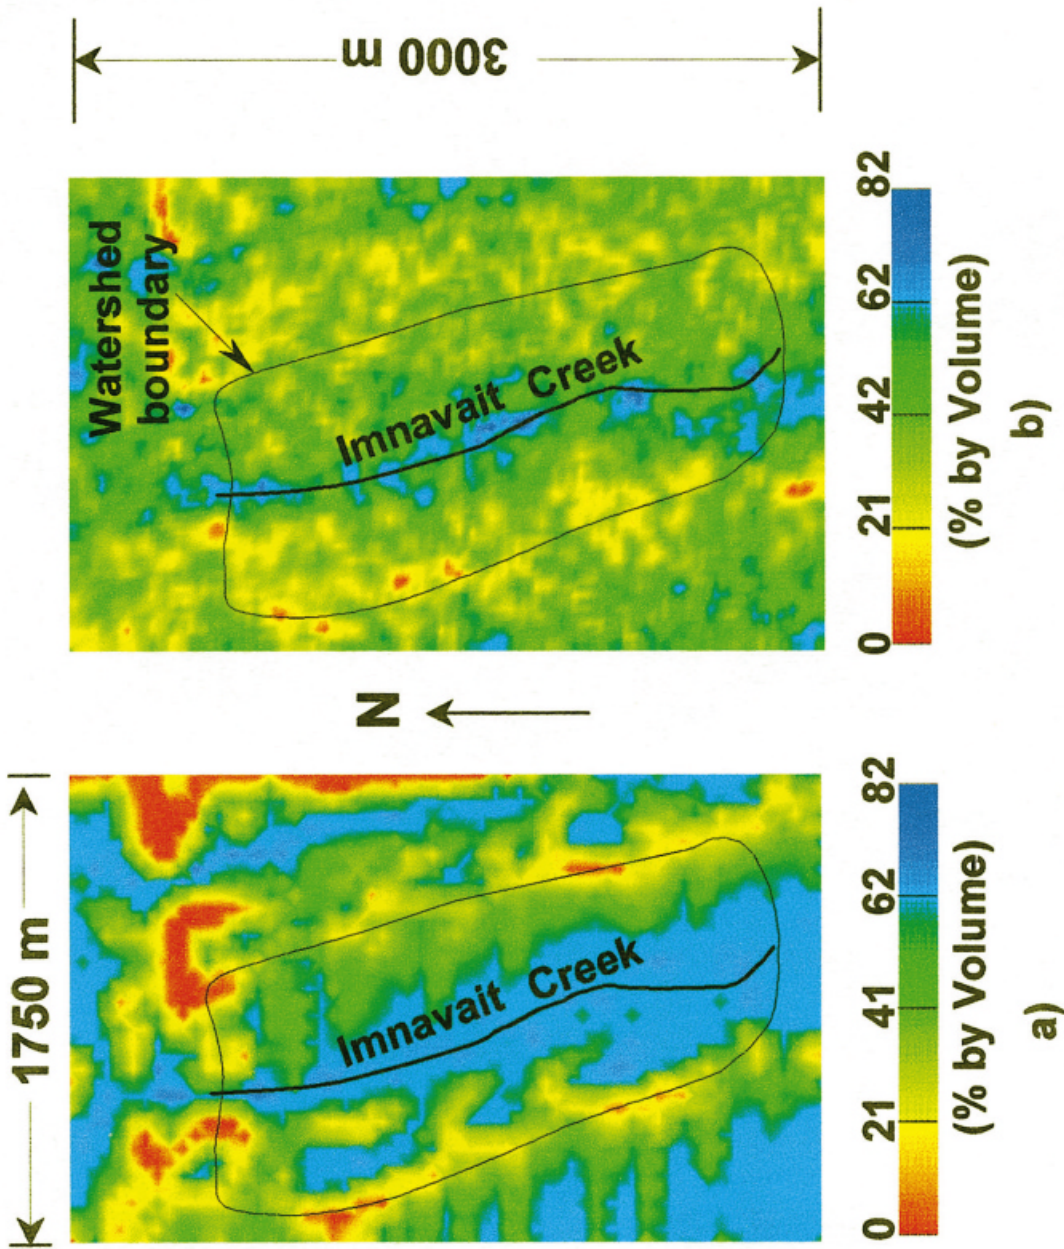 1750 m
N
3000 m
Imnavait Creek
Watershed
boundary
Imnavait Creek
0 21 41 62 82
(% by Volume)
a)
0 21 42 62 82
(% by Volume)
b)